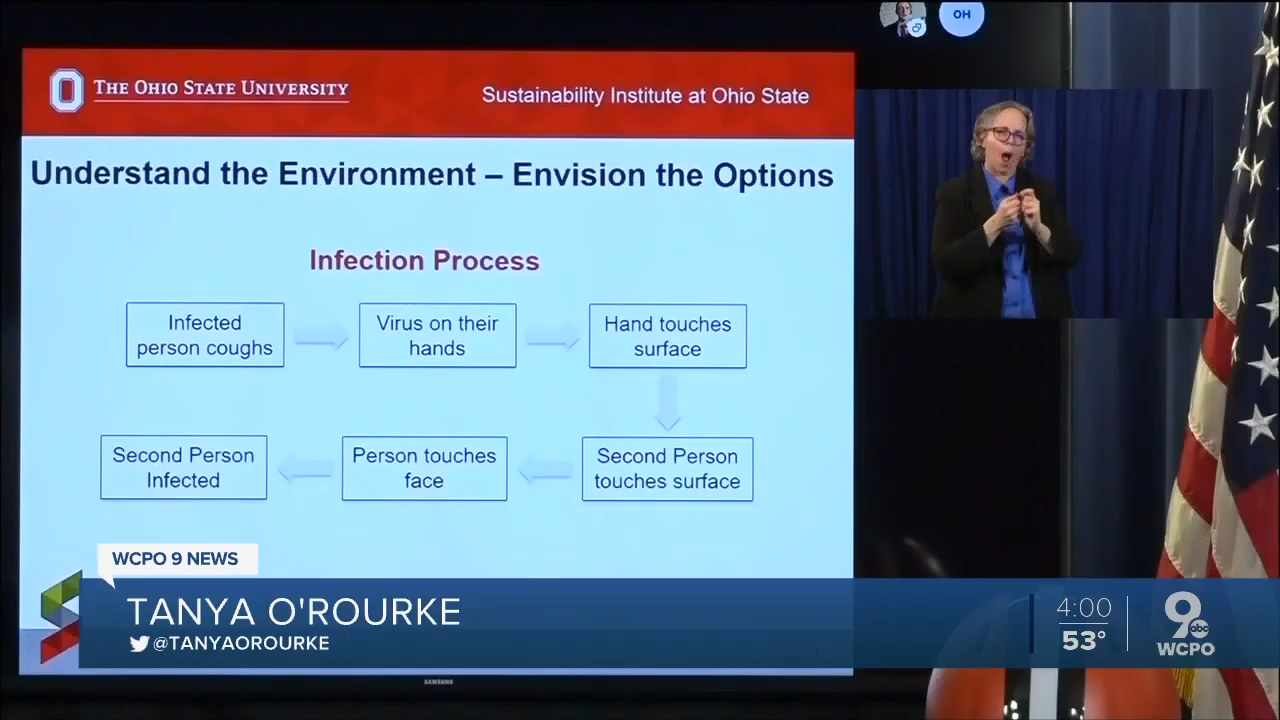 OH
THE OHIO STATE UNIVERSITY
Sustainability Institute at Ohio State
Understand the Environment – Envision the Options
Infection Process
Infected
person coughs
Virus on their
hands
Hand touches
surface
Second Person
Infected
Person touches
face
Second Person
touches surface
WCPO 9 NEWS
TANYA O'ROURKE
@TANYAOROURKE
4:00
53°
9
abc
WCPO
SAMSUNG